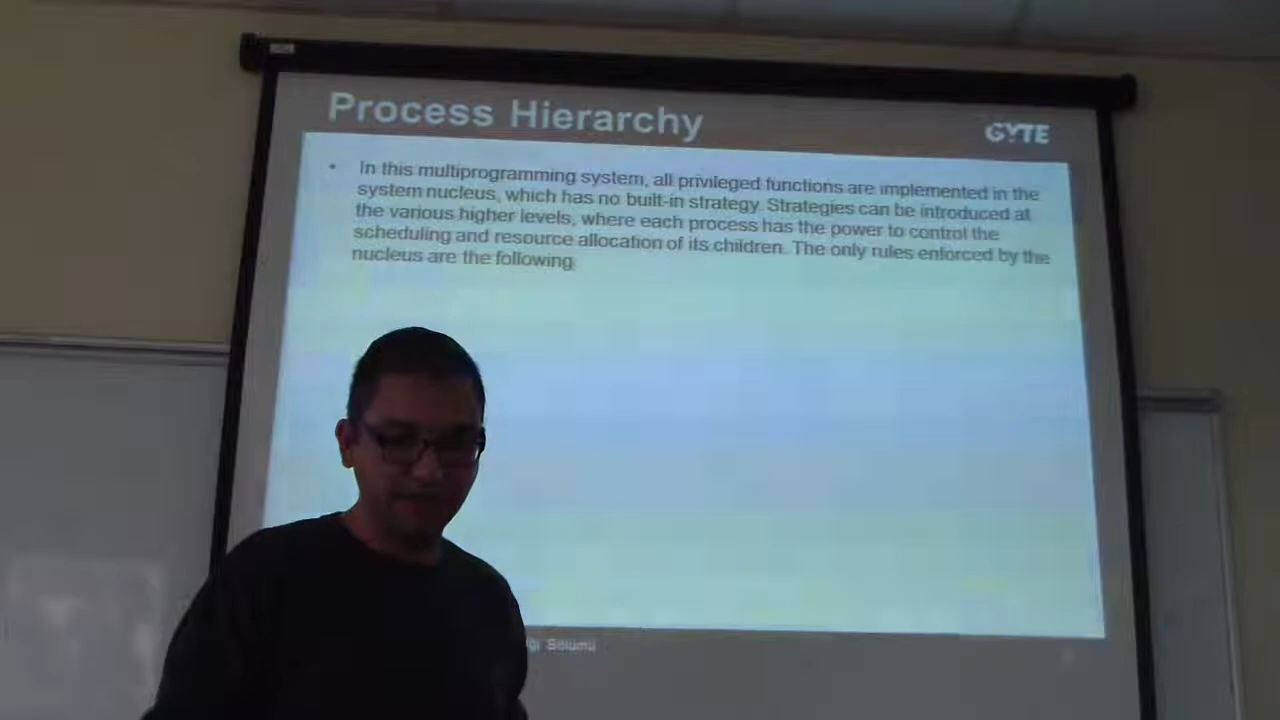 Process Hierarchy
GYTE
• In this multiprogramming system, all privileged functions are implemented in the
system nucleus, which has no built-in strategy. Strategies can be introduced at
the various higher levels, where each process has the power to control the
scheduling and resource allocation of its children. The only rules enforced by the
nucleus are the following;